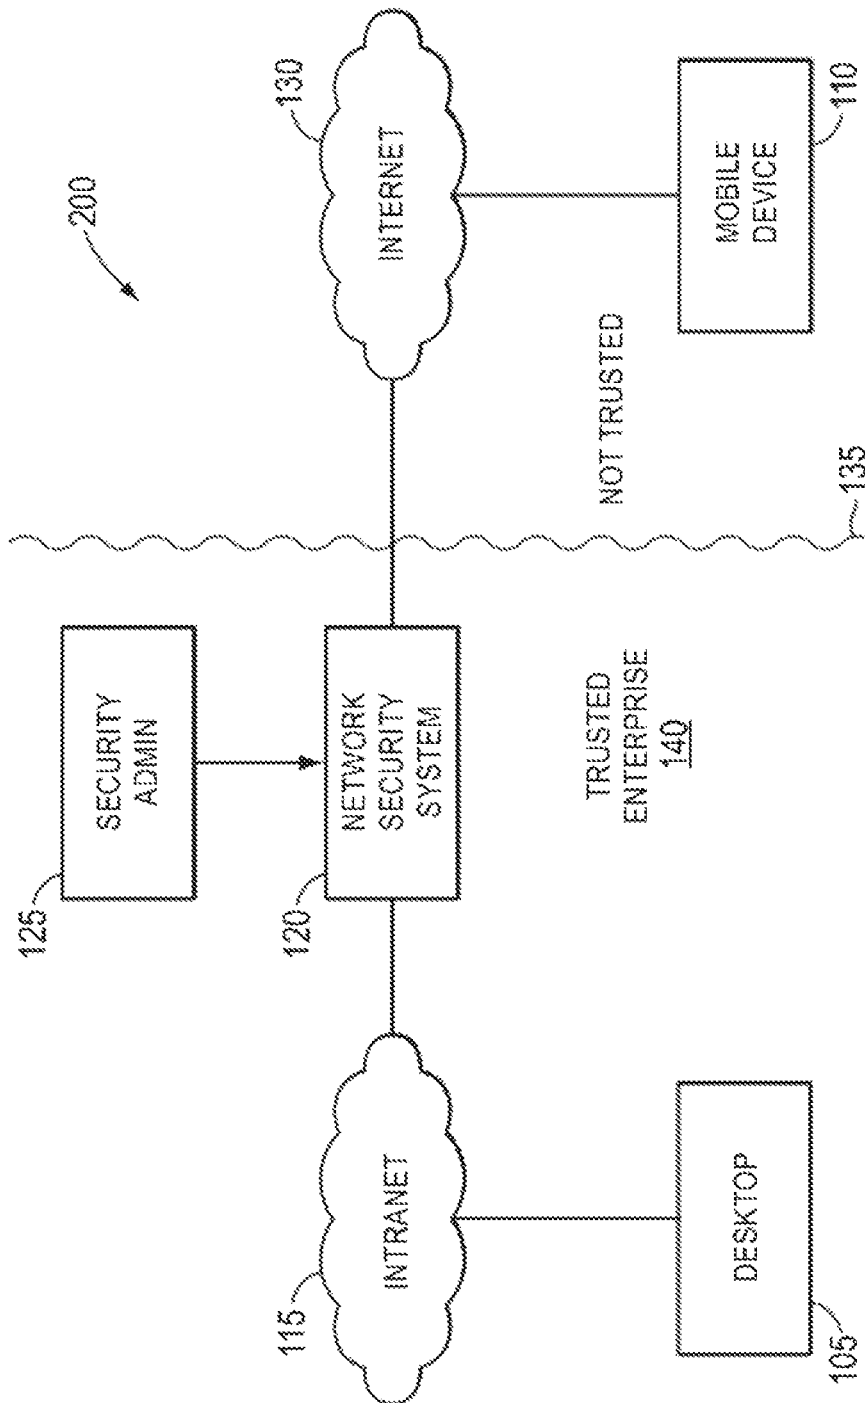 200
125
SECURITY
ADMIN
115
INTRANET
120
NETWORK
SECURITY
SYSTEM
130
INTERNET
TRUSTED
ENTERPRISE
140
NOT TRUSTED
105
DESKTOP
135
MOBILE
DEVICE
110